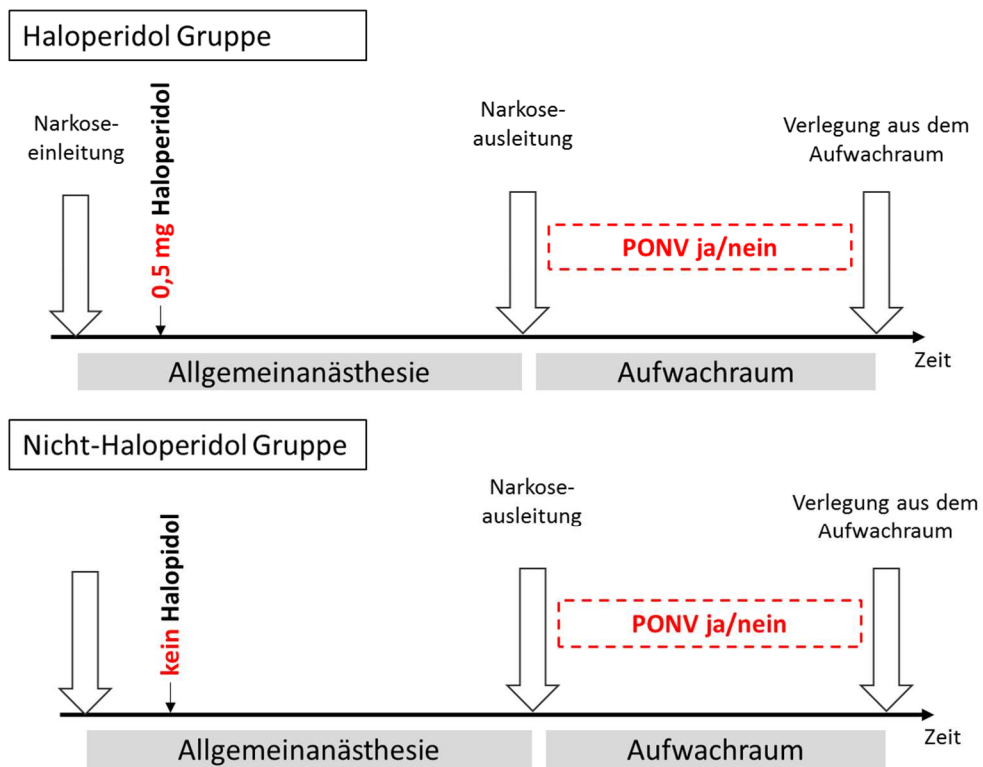 Haloperidol Gruppe
Narkose-
einleitung
0,5 mg Haloperidol
Narkose-
ausleitung
Verlegung aus dem
Aufwachraum
PONV ja/nein
Zeit
Allgemeinanästhesie
Aufwachraum
Nicht-Haloperidol Gruppe
kein Halopidol
Narkose-
ausleitung
Verlegung aus dem
Aufwachraum
PONV ja/nein
Zeit
Allgemeinanästhesie
Aufwachraum